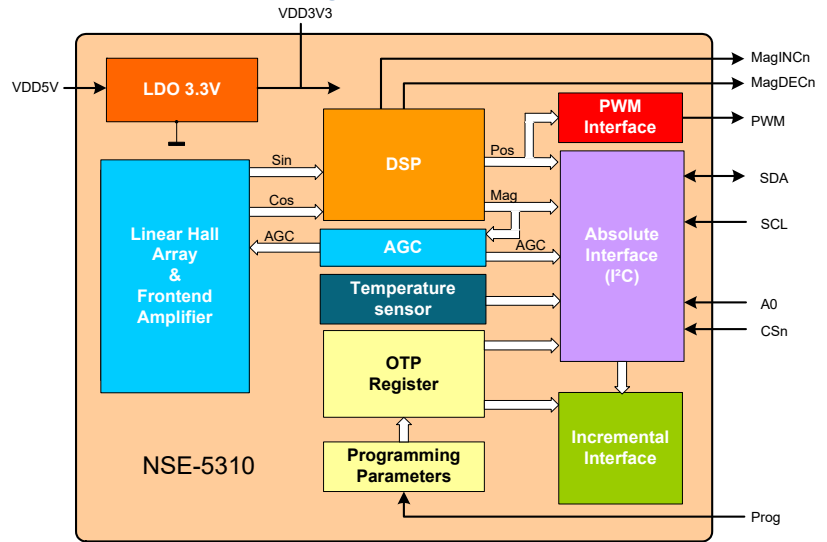 VDD3V3
VDD5V
LDO 3.3V
MagINCn
MagDECn
PWM
Interface
PWM
DSP
Sin
Cos
Pos
Mag
SDA
SCL
Linear Hall
Array
&
Frontend
Amplifier
AGC
AGC
AGC
Absolute
Interface
(I²C)
Temperature
sensor
A0
CSn
OTP
Register
Incremental
Interface
NSE-5310
Programming
Parameters
Prog